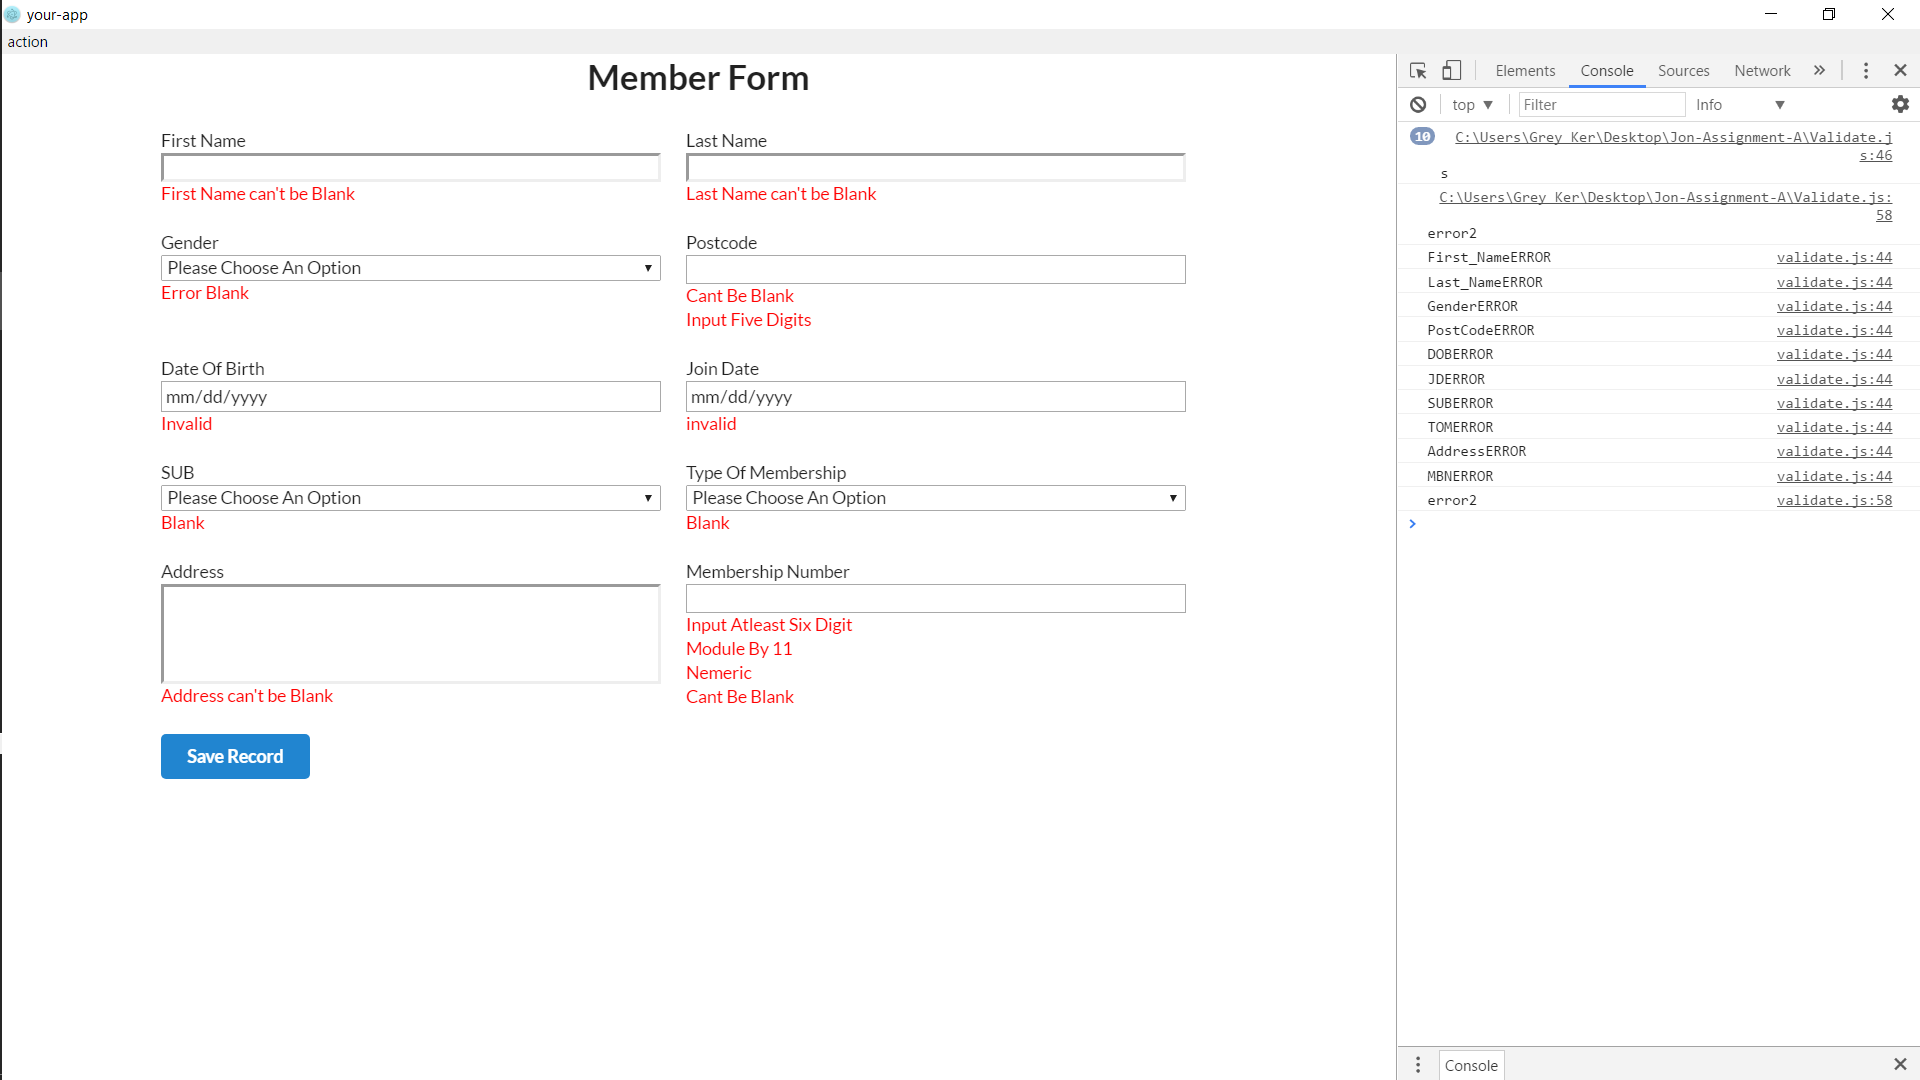 your-app
action
Member Form
First Name
First Name can't be Blank
Last Name
Last Name can't be Blank
Gender
Please Choose An Option
Error Blank
Postcode
Cant Be Blank
Input Five Digits
Date Of Birth
mm/dd/yyyy
Invalid
Join Date
mm/dd/yyyy
invalid
SUB
Please Choose An Option
Blank
Type Of Membership
Please Choose An Option
Blank
Address
Address can't be Blank
Membership Number
Input Atleast Six Digit
Module By 11
Nemeric
Cant Be Blank
Save Record
Elements Console Sources Network »
top Filter Info
10 C:\Users\Grey Ker\Desktop\Jon-Assignment-A\Validate.j
s:46
s
C:\Users\Grey Ker\Desktop\Jon-Assignment-A\Validate.js:
58
error2
First_NameERROR validate.js:44
Last_NameERROR validate.js:44
GenderERROR validate.js:44
PostCodeERROR validate.js:44
DOBERROR validate.js:44
JDERROR validate.js:44
SUBERROR validate.js:44
TOMERROR validate.js:44
AddressERROR validate.js:44
MBNERROR validate.js:44
error2 validate.js:58
Console